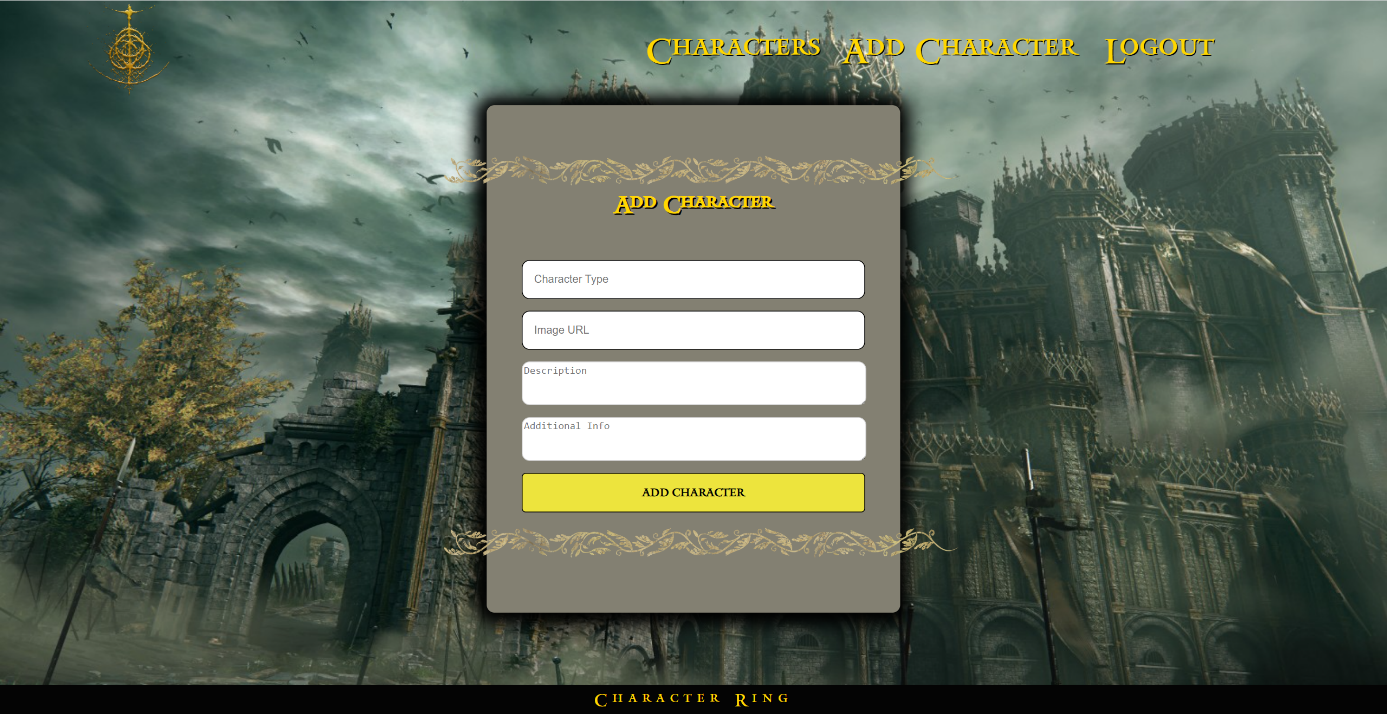 Characters Add Character Logout
Add Character
Character Type
Image URL
Description
Additional Info
ADD CHARACTER
Character Ring